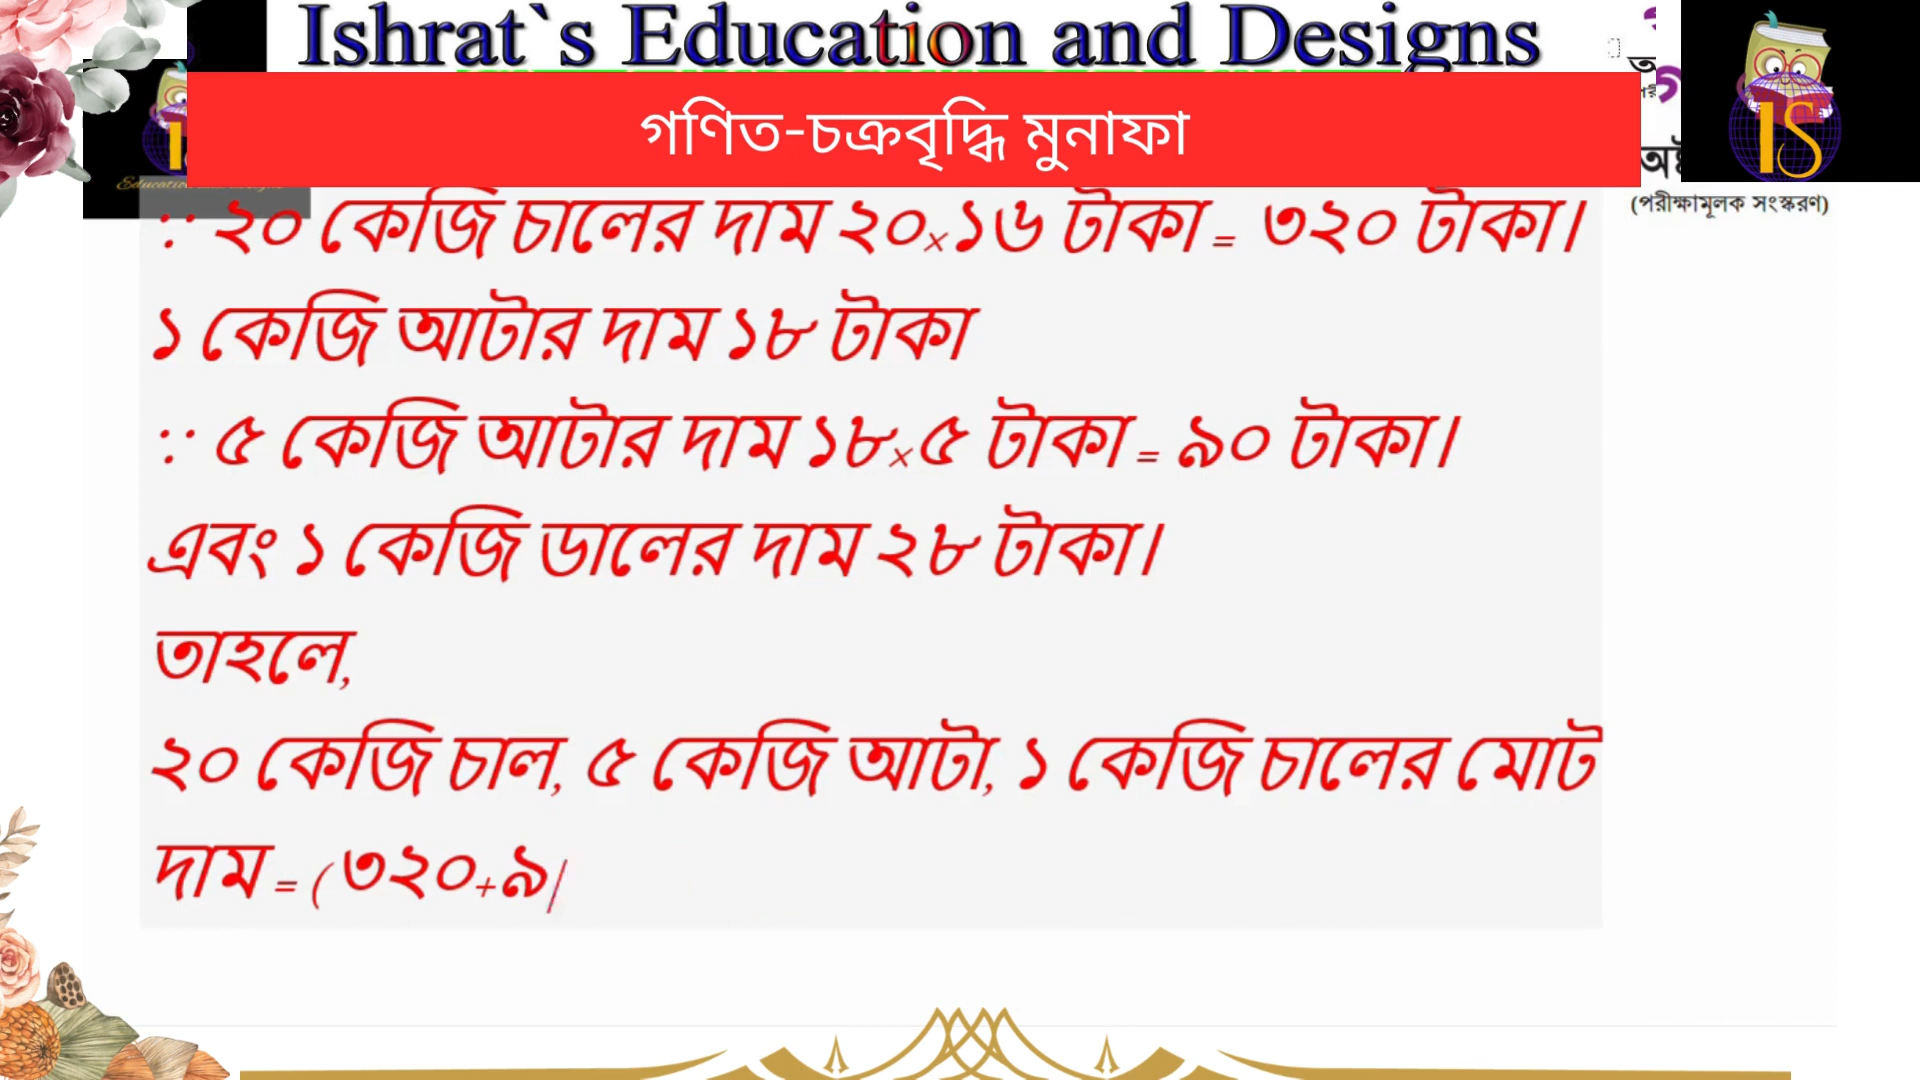 Ishrat`s Education and Designs
গণিত-চক্রবৃদ্ধি মুনাফা
(পরীক্ষামূলক সংস্করণ)
IS
:: ২০ কেজি চালের দাম ২০×১৬ টাকা = ৩২০ টাকা।
১ কেজি আটার দাম ১৮ টাকা
:: ৫ কেজি আটার দাম ১৮×৫ টাকা = ৯০ টাকা।
এবং ১ কেজি ডালের দাম ২৮ টাকা।
তাহলে,
২০ কেজি চাল, ৫ কেজি আটা, ১ কেজি চালের মোট
দাম = (৩২০+৯